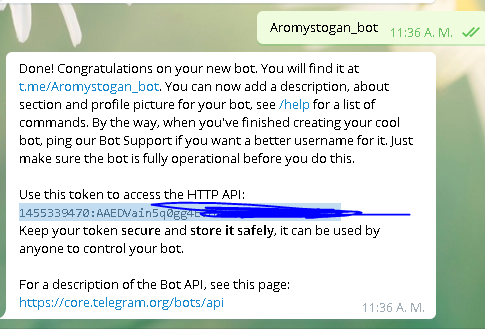 Aromystogan_bot
11:36 A. M.
Done! Congratulations on your new bot. You will find it at
t.me/Aromystogan_bot. You can now add a description, about
section and profile picture for your bot, see /help for a list of
commands. By the way, when you've finished creating your cool
bot, ping our Bot Support if you want a better username for it. Just
make sure the bot is fully operational before you do this.
Use this token to access the HTTP API:
1455339470:AAEDVain5q0gg4
Keep your token secure and store it safely, it can be used by
anyone to control your bot.
For a description of the Bot API, see this page:
https://core.telegram.org/bots/api
11:36 A. M.